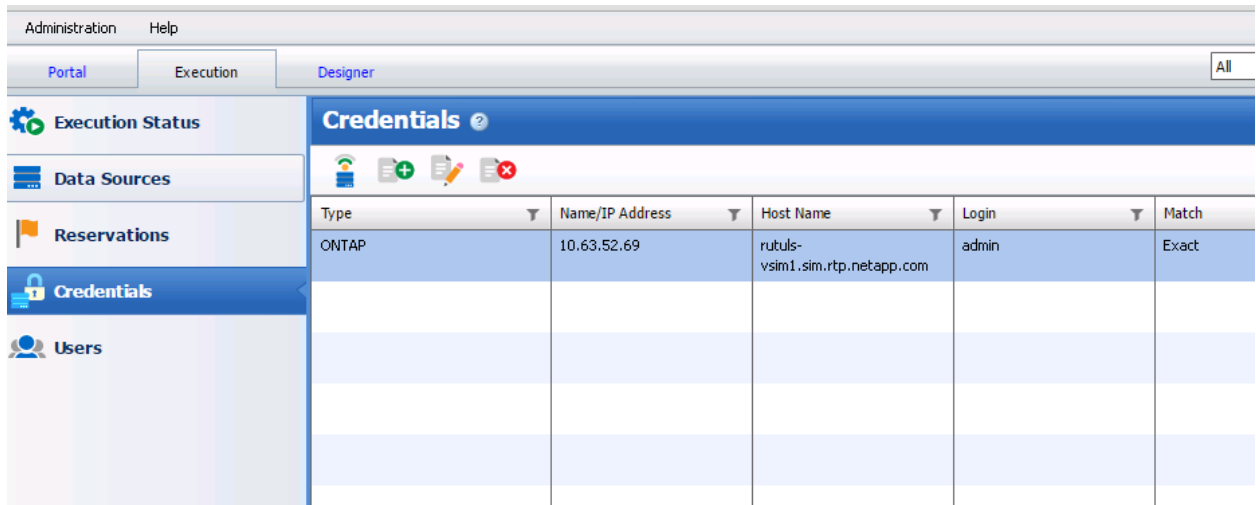 Administration Help
Portal Execution Designer All
Execution Status
Data Sources
Reservations
Credentials
Users
Credentials
Type Name/IP Address Host Name Login Match
ONTAP 10.63.52.69 rutuls- admin Exact
vsim1.sim.rtp.netapp.com